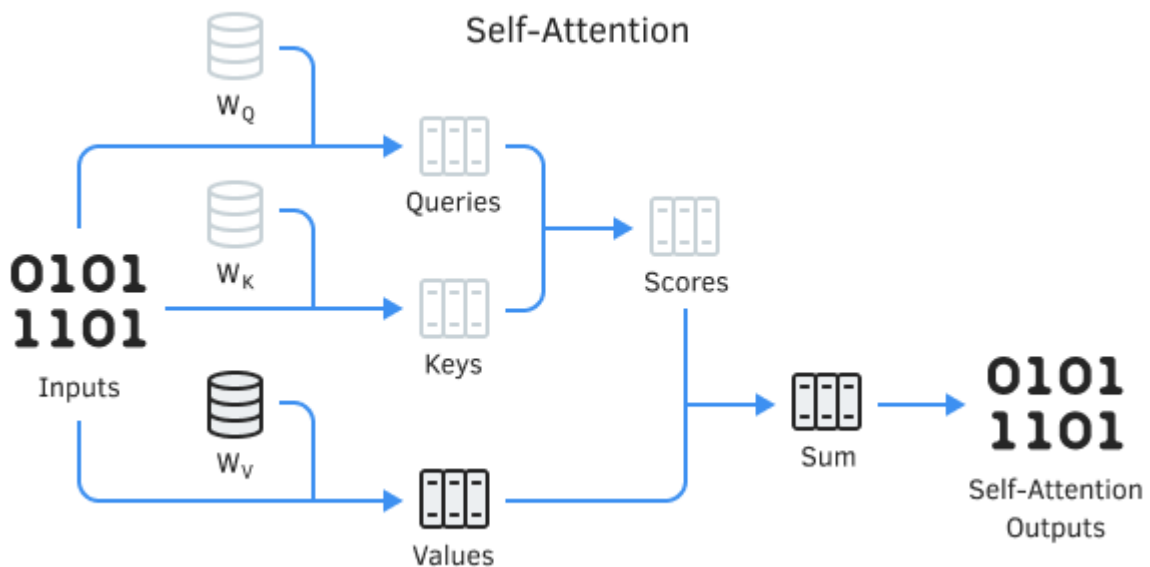 Self-Attention
W_Q
Queries
W_K
Scores
0101
1101
Inputs
Keys
W_V
Sum
0101
1101
Self-Attention
Outputs
Values